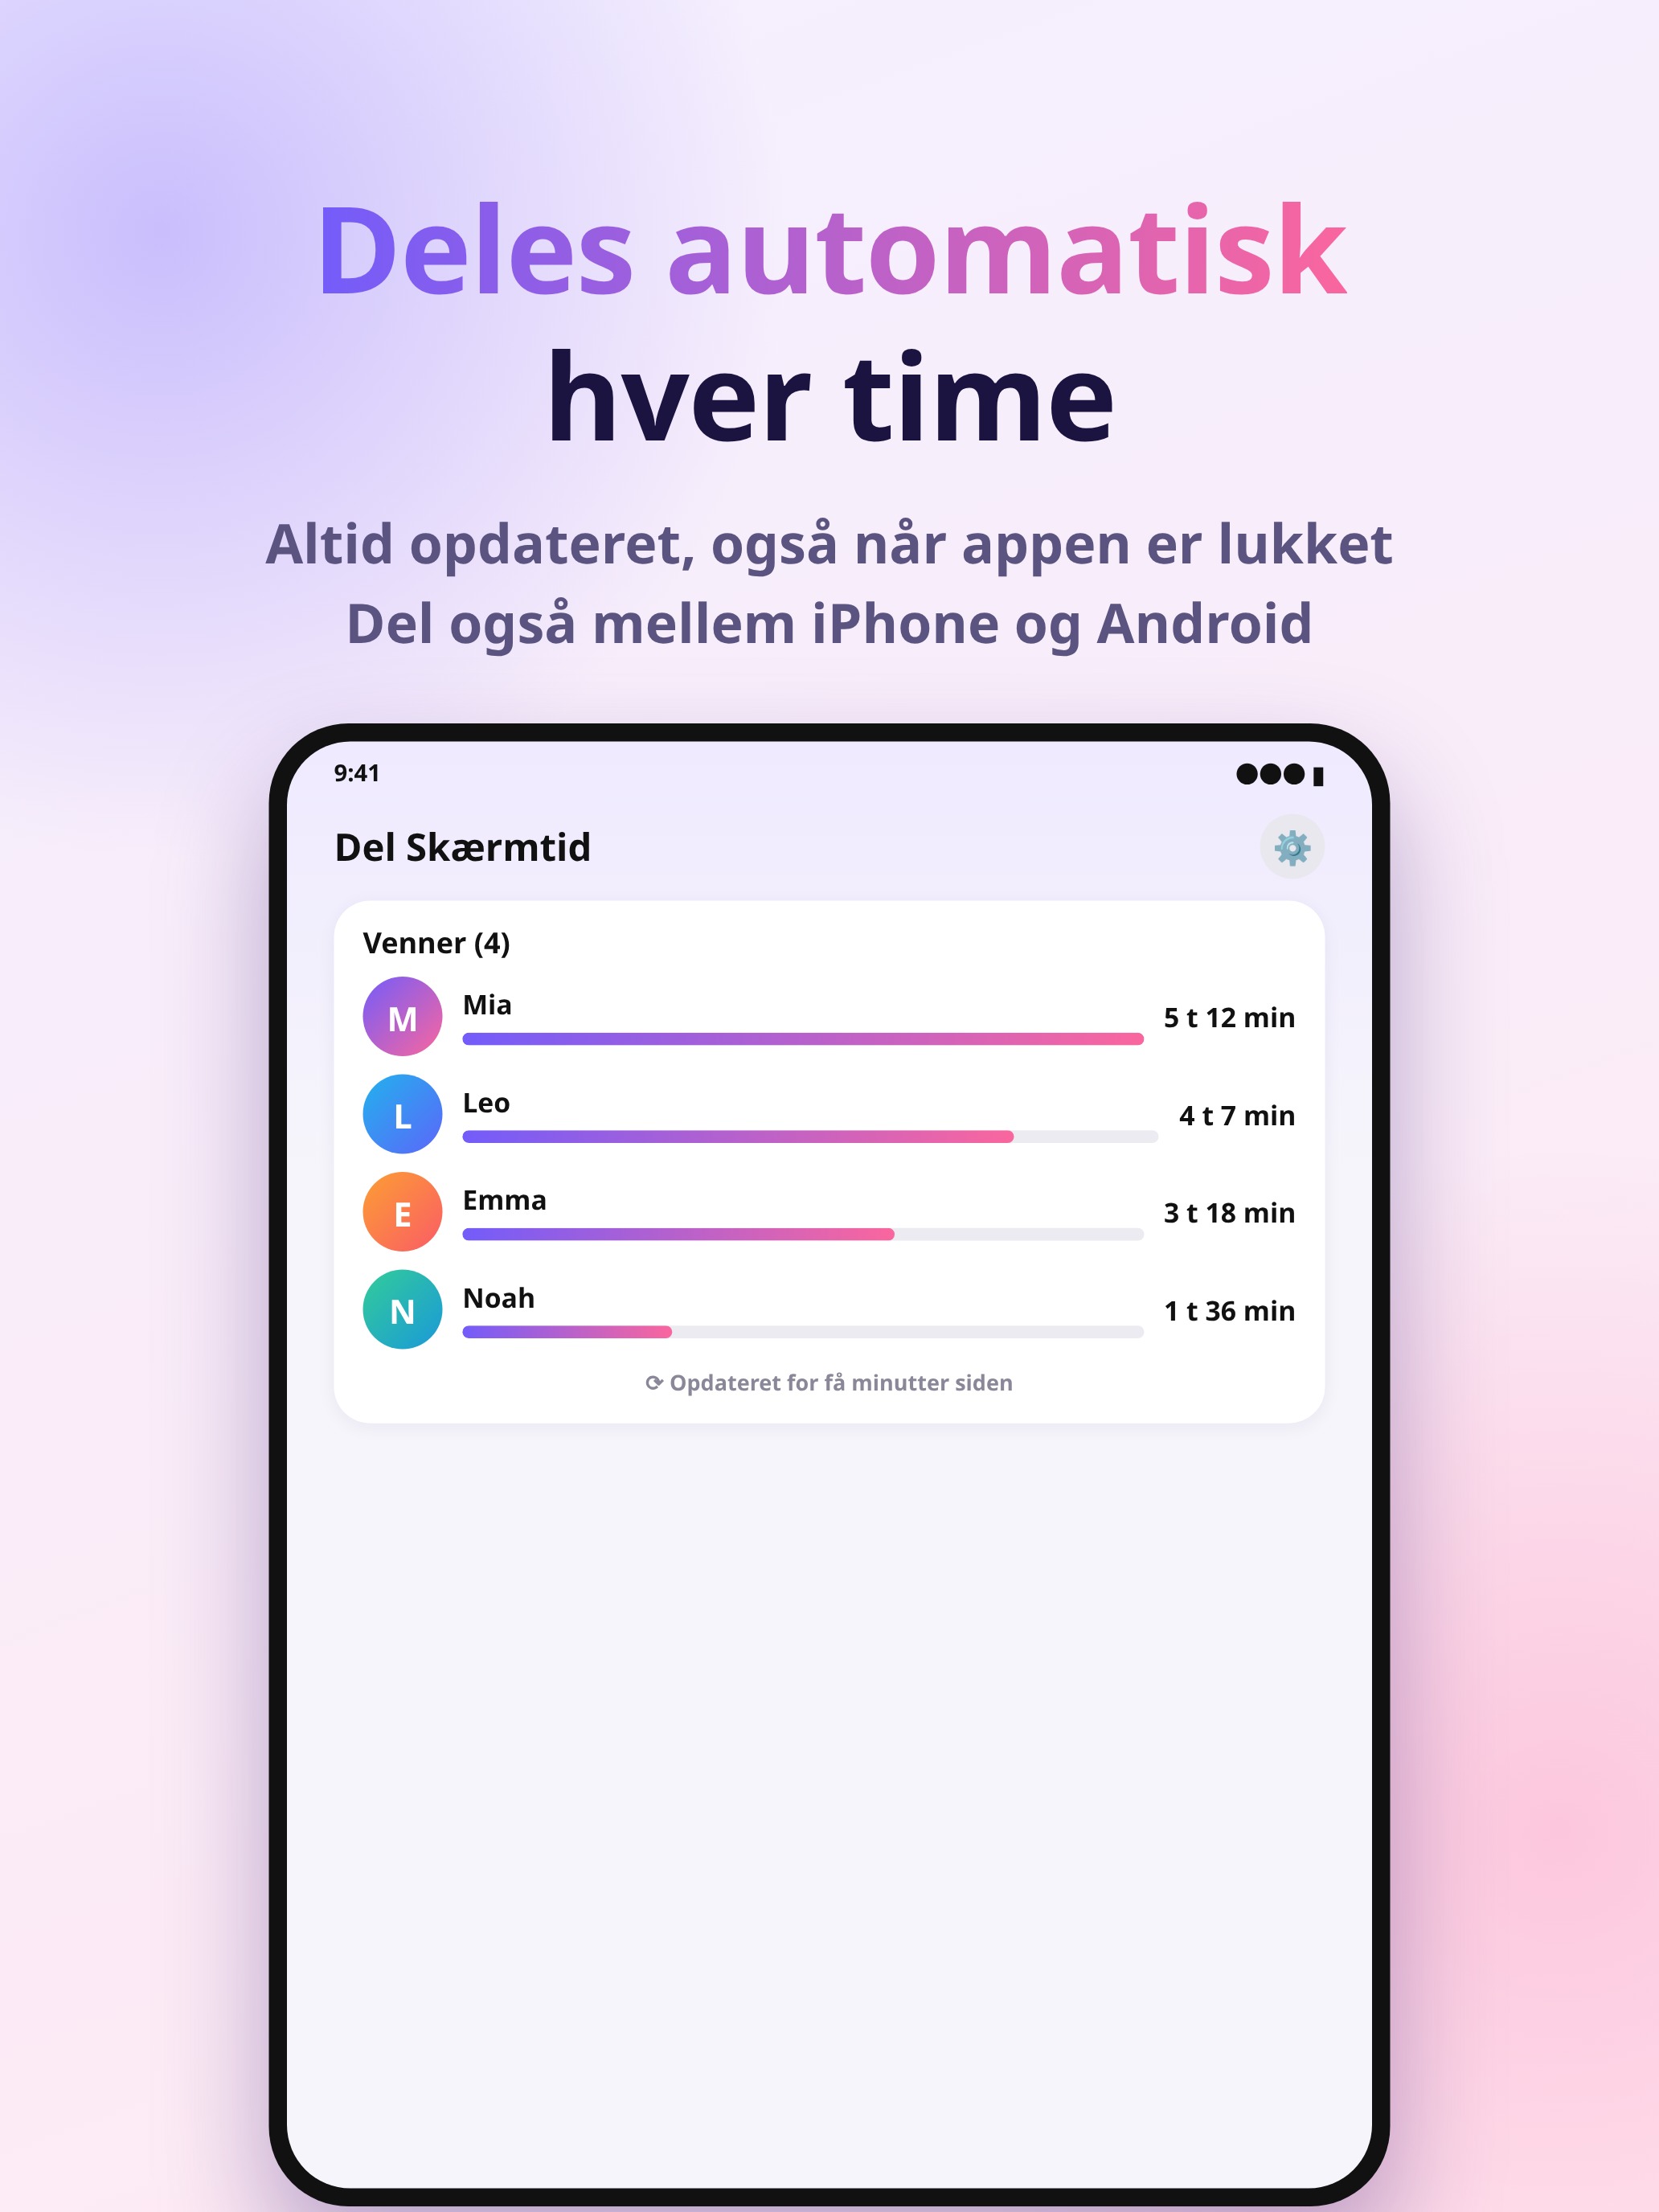 Deles automatisk
hver time
Altid opdateret, også når appen er lukket
Del også mellem iPhone og Android
9:41
Del Skærmtid
Venner (4)
M
Mia
5 t 12 min
L
Leo
4 t 7 min
E
Emma
3 t 18 min
N
Noah
1 t 36 min
⟳ Opdateret for få minutter siden